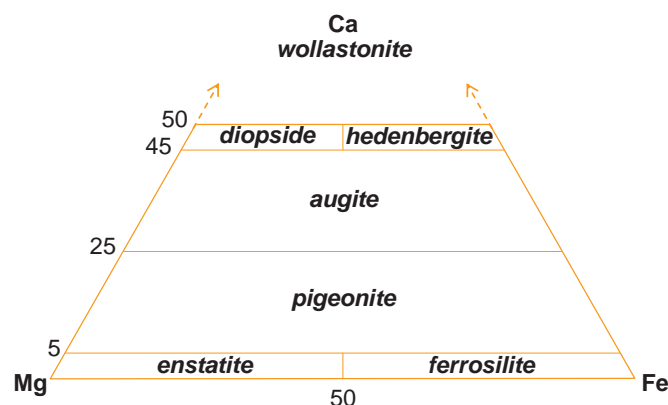 Ca
wollastonite
50
diopside hedenbergite
45
augite
25
pigeonite
5
enstatite ferrosilite
Mg Fe
50